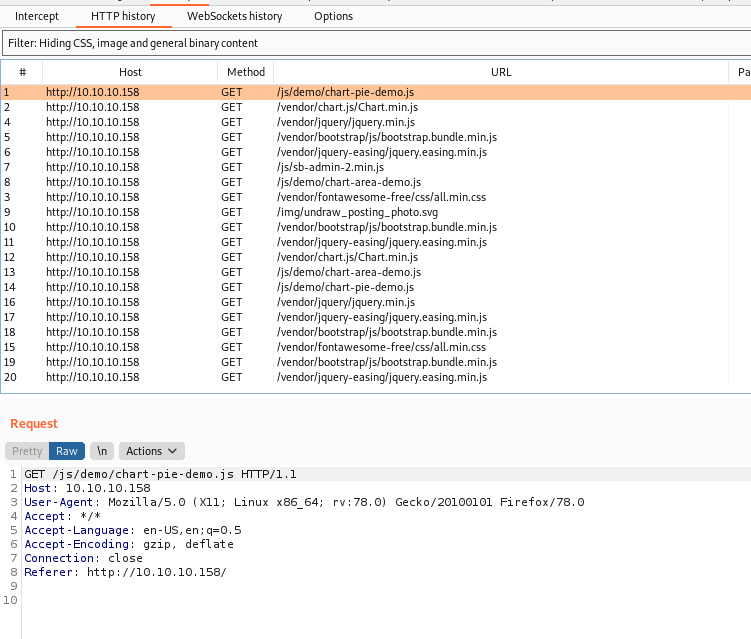 Intercept HTTP history WebSockets history Options
Filter: Hiding CSS, image and general binary content
# Host Method URL Pa
1 http://10.10.10.158 GET /js/demo/chart-pie-demo.js
2 http://10.10.10.158 GET /vendor/chart.js/Chart.min.js
4 http://10.10.10.158 GET /vendor/jquery/jquery.min.js
5 http://10.10.10.158 GET /vendor/bootstrap/js/bootstrap.bundle.min.js
6 http://10.10.10.158 GET /vendor/jquery-easing/jquery.easing.min.js
7 http://10.10.10.158 GET /js/sb-admin-2.min.js
8 http://10.10.10.158 GET /js/demo/chart-area-demo.js
3 http://10.10.10.158 GET /vendor/fontawesome-free/css/all.min.css
9 http://10.10.10.158 GET /img/undraw_posting_photo.svg
10 http://10.10.10.158 GET /vendor/bootstrap/js/bootstrap.bundle.min.js
11 http://10.10.10.158 GET /vendor/jquery-easing/jquery.easing.min.js
12 http://10.10.10.158 GET /vendor/chart.js/Chart.min.js
13 http://10.10.10.158 GET /js/demo/chart-area-demo.js
14 http://10.10.10.158 GET /js/demo/chart-pie-demo.js
16 http://10.10.10.158 GET /vendor/jquery/jquery.min.js
17 http://10.10.10.158 GET /vendor/jquery-easing/jquery.easing.min.js
18 http://10.10.10.158 GET /vendor/bootstrap/js/bootstrap.bundle.min.js
15 http://10.10.10.158 GET /vendor/fontawesome-free/css/all.min.css
19 http://10.10.10.158 GET /vendor/bootstrap/js/bootstrap.bundle.min.js
20 http://10.10.10.158 GET /vendor/jquery-easing/jquery.easing.min.js
Request
Pretty Raw \n Actions
1 GET /js/demo/chart-pie-demo.js HTTP/1.1
2 Host: 10.10.10.158
3 User-Agent: Mozilla/5.0 (X11; Linux x86_64; rv:78.0) Gecko/20100101 Firefox/78.0
4 Accept: */*
5 Accept-Language: en-US,en;q=0.5
6 Accept-Encoding: gzip, deflate
7 Connection: close
8 Referer: http://10.10.10.158/
9
10